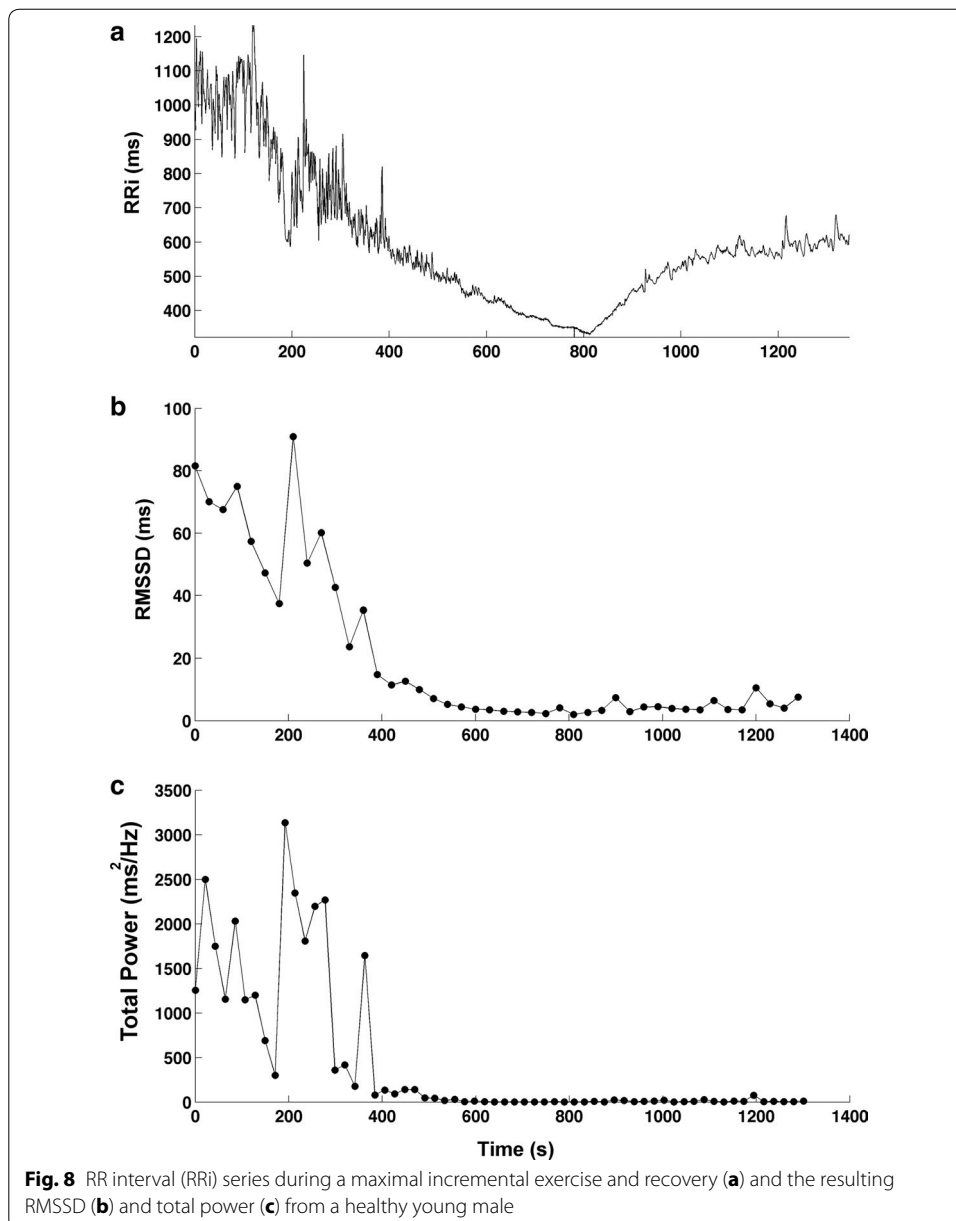 a
1200
1100
1000
900
800
700
600
500
400
RRi (ms)
0 200 400 600 800 1000 1200
b
100
80
60
40
20
0
RMSSD (ms)
0 200 400 600 800 1000 1200 1400
c
3500
3000
2500
2000
1500
1000
500
0
Total Power (ms²/Hz)
0 200 400 600 800 1000 1200 1400
Time (s)
Fig. 8 RR interval (RRi) series during a maximal incremental exercise and recovery (a) and the resulting
RMSSD (b) and total power (c) from a healthy young male